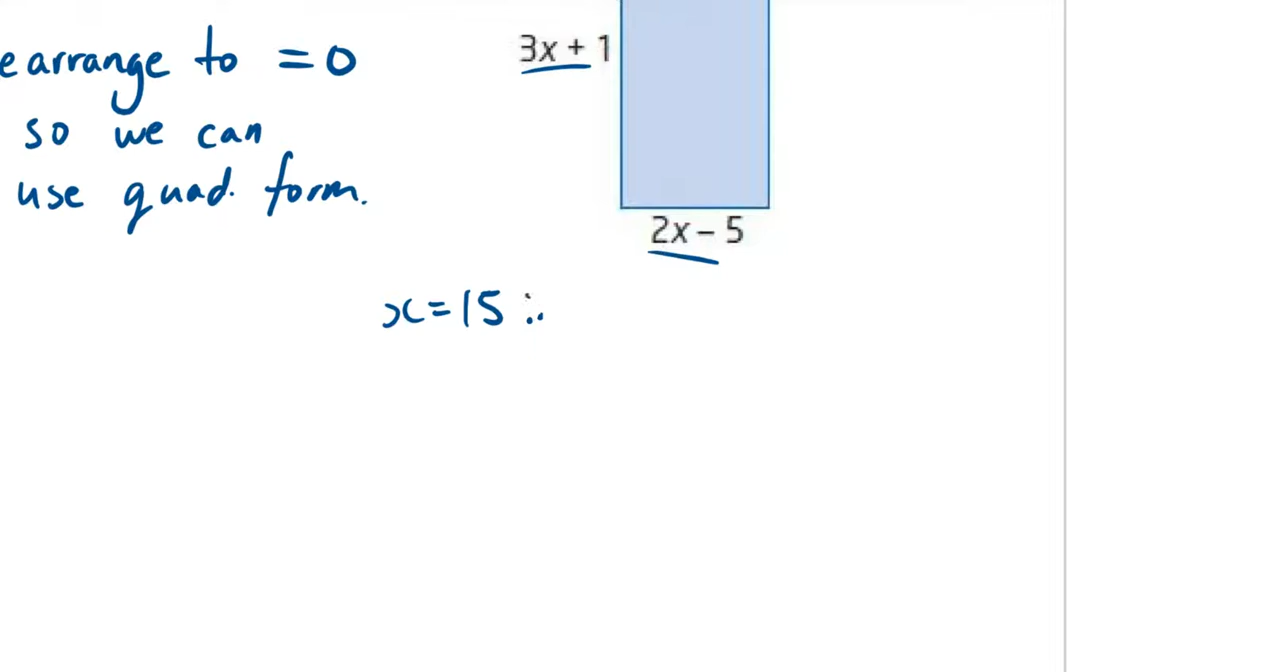 earrange to = 0
3x + 1
so we can
use quad. form.
2x – 5
x = 15 ∴